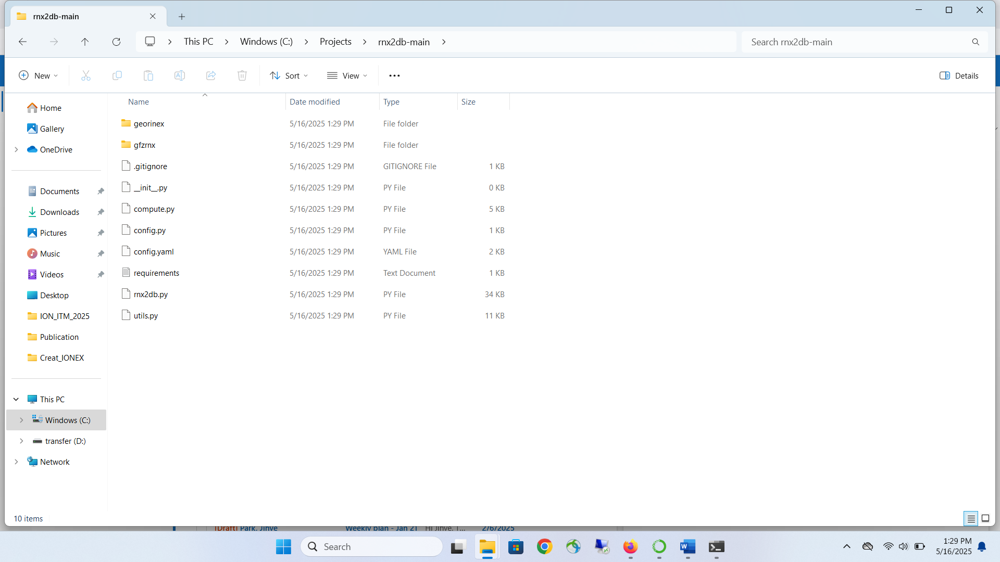 rnx2db-main
This PC
Windows (C:)
Projects
rnx2db-main
Search rnx2db-main
New
Sort
View
Details
Name
Date modified
Type
Size
Home
Gallery
OneDrive
Documents
Downloads
Pictures
Music
Videos
Desktop
ION_ITM_2025
Publication
Creat_IONEX
This PC
Windows (C:)
transfer (D:)
Network
georinex 5/16/2025 1:29 PM File folder
gfzrnx 5/16/2025 1:29 PM File folder
.gitignore 5/16/2025 1:29 PM GITIGNORE File 1 KB
__init__.py 5/16/2025 1:29 PM PY File 0 KB
compute.py 5/16/2025 1:29 PM PY File 5 KB
config.py 5/16/2025 1:29 PM PY File 1 KB
config.yaml 5/16/2025 1:29 PM YAML File 2 KB
requirements 5/16/2025 1:29 PM Text Document 1 KB
rnx2db.py 5/16/2025 1:29 PM PY File 34 KB
utils.py 5/16/2025 1:29 PM PY File 11 KB
10 items
[Draft] Park, Jihye Weekly plan - Jan 21 Hi Jihye, T... 2/6/2025
Search
1:29 PM
5/16/2025